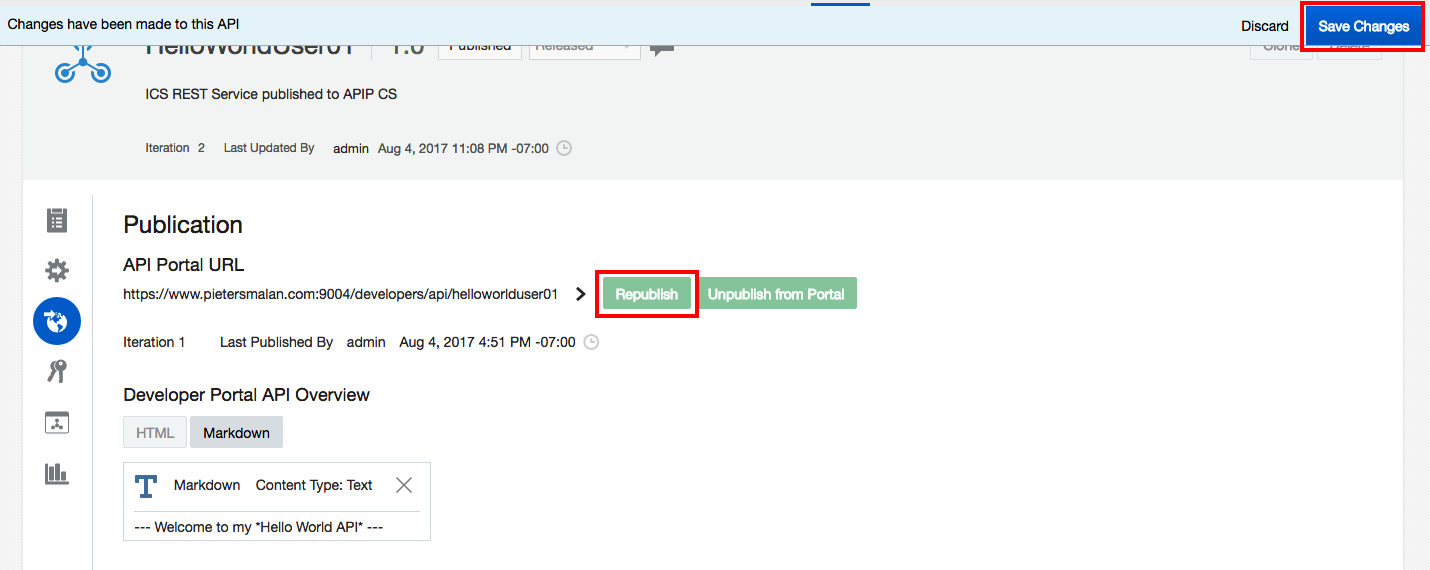 Changes have been made to this API
Discard
Save Changes
HelloWorldUser01 1.0 Published Released
Clone Delete
ICS REST Service published to APIP CS
Iteration 2 Last Updated By admin Aug 4, 2017 11:08 PM -07:00
Publication
API Portal URL
https://www.pietersmalan.com:9004/developers/api/helloworlduser01 Republish Unpublish from Portal
Iteration 1 Last Published By admin Aug 4, 2017 4:51 PM -07:00
Developer Portal API Overview
HTML Markdown
T Markdown Content Type: Text
--- Welcome to my *Hello World API* ---